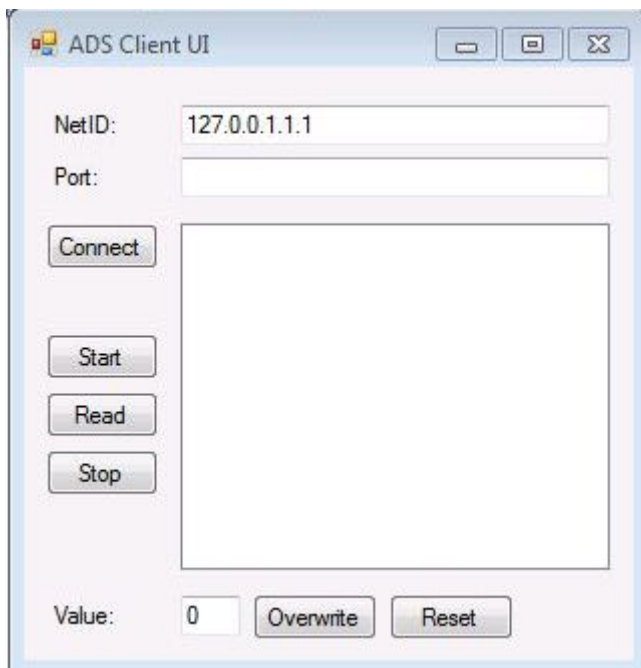 ADS Client UI
NetID: 127.0.0.1.1.1
Port:
Connect
Start
Read
Stop
Value: 0 Overwrite Reset